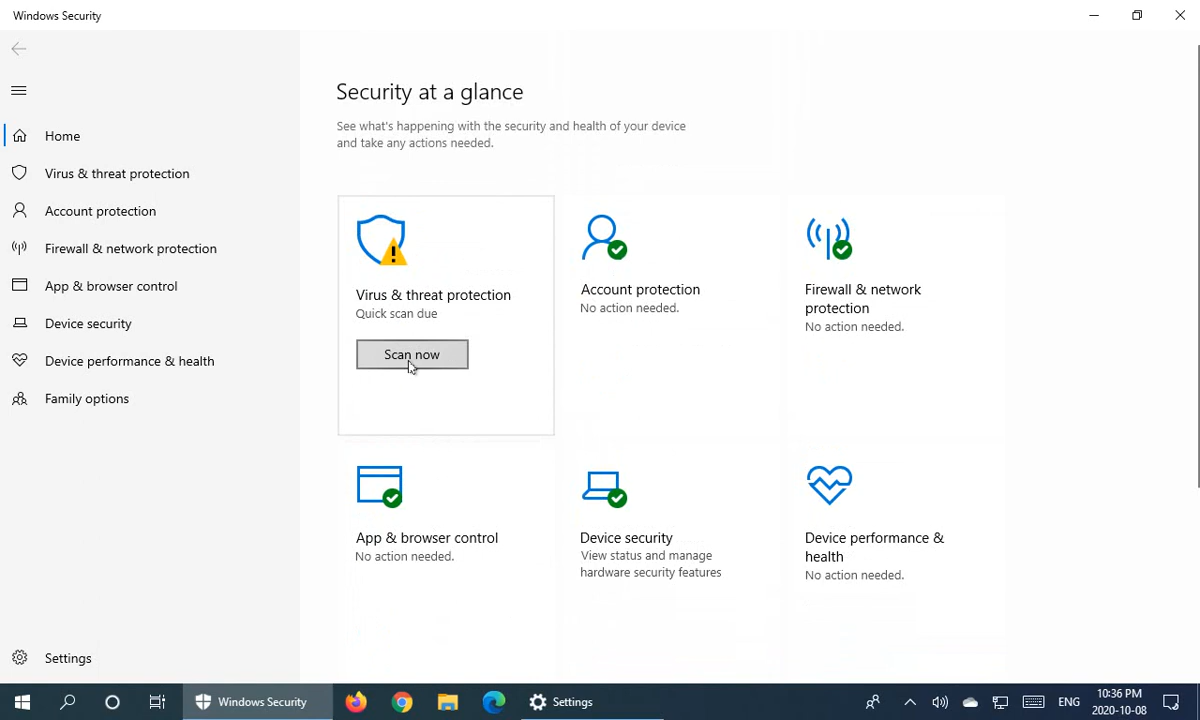 Windows Security
Home
Virus & threat protection
Account protection
Firewall & network protection
App & browser control
Device security
Device performance & health
Family options
Settings
Security at a glance
See what's happening with the security and health of your device
and take any actions needed.
Virus & threat protection
Quick scan due
Scan now
Account protection
No action needed.
Firewall & network
protection
No action needed.
App & browser control
No action needed.
Device security
View status and manage
hardware security features
Device performance &
health
No action needed.
Windows Security
Settings
ENG
10:36 PM
2020-10-08